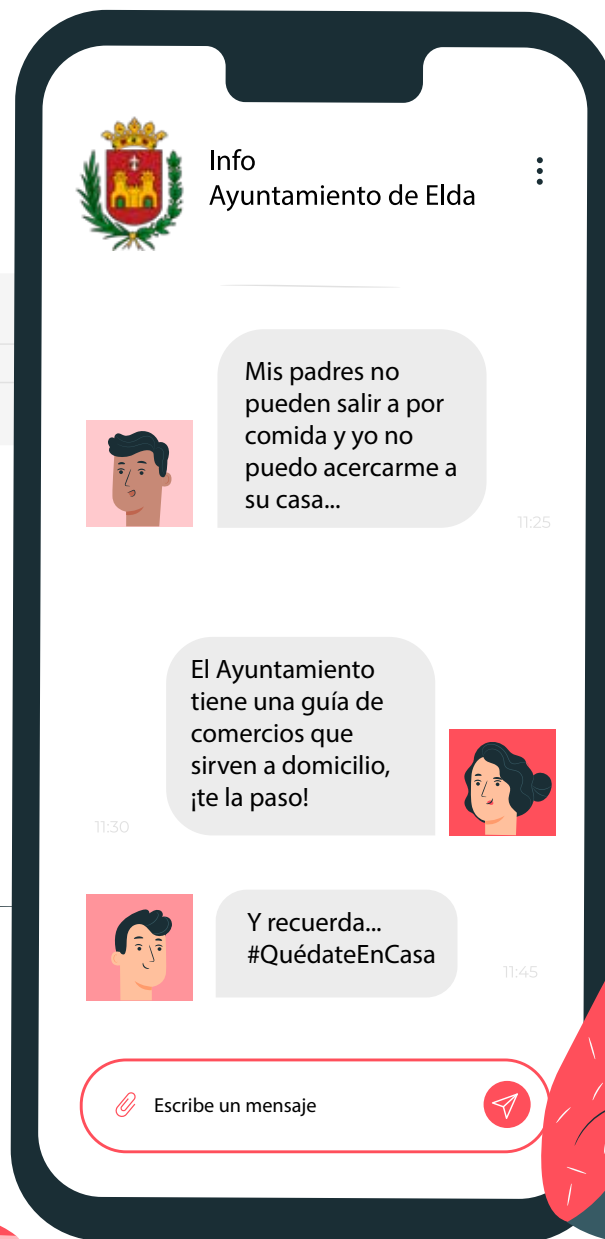 Info
Ayuntamiento de Elda
Mis padres no
pueden salir a por
comida y yo no
puedo acercarme a
su casa...
11:25
El Ayuntamiento
tiene una guía de
comercios que
sirven a domicilio,
¡te la paso!
11:30
Y recuerda...
#QuédateEnCasa
11:45
Escribe un mensaje